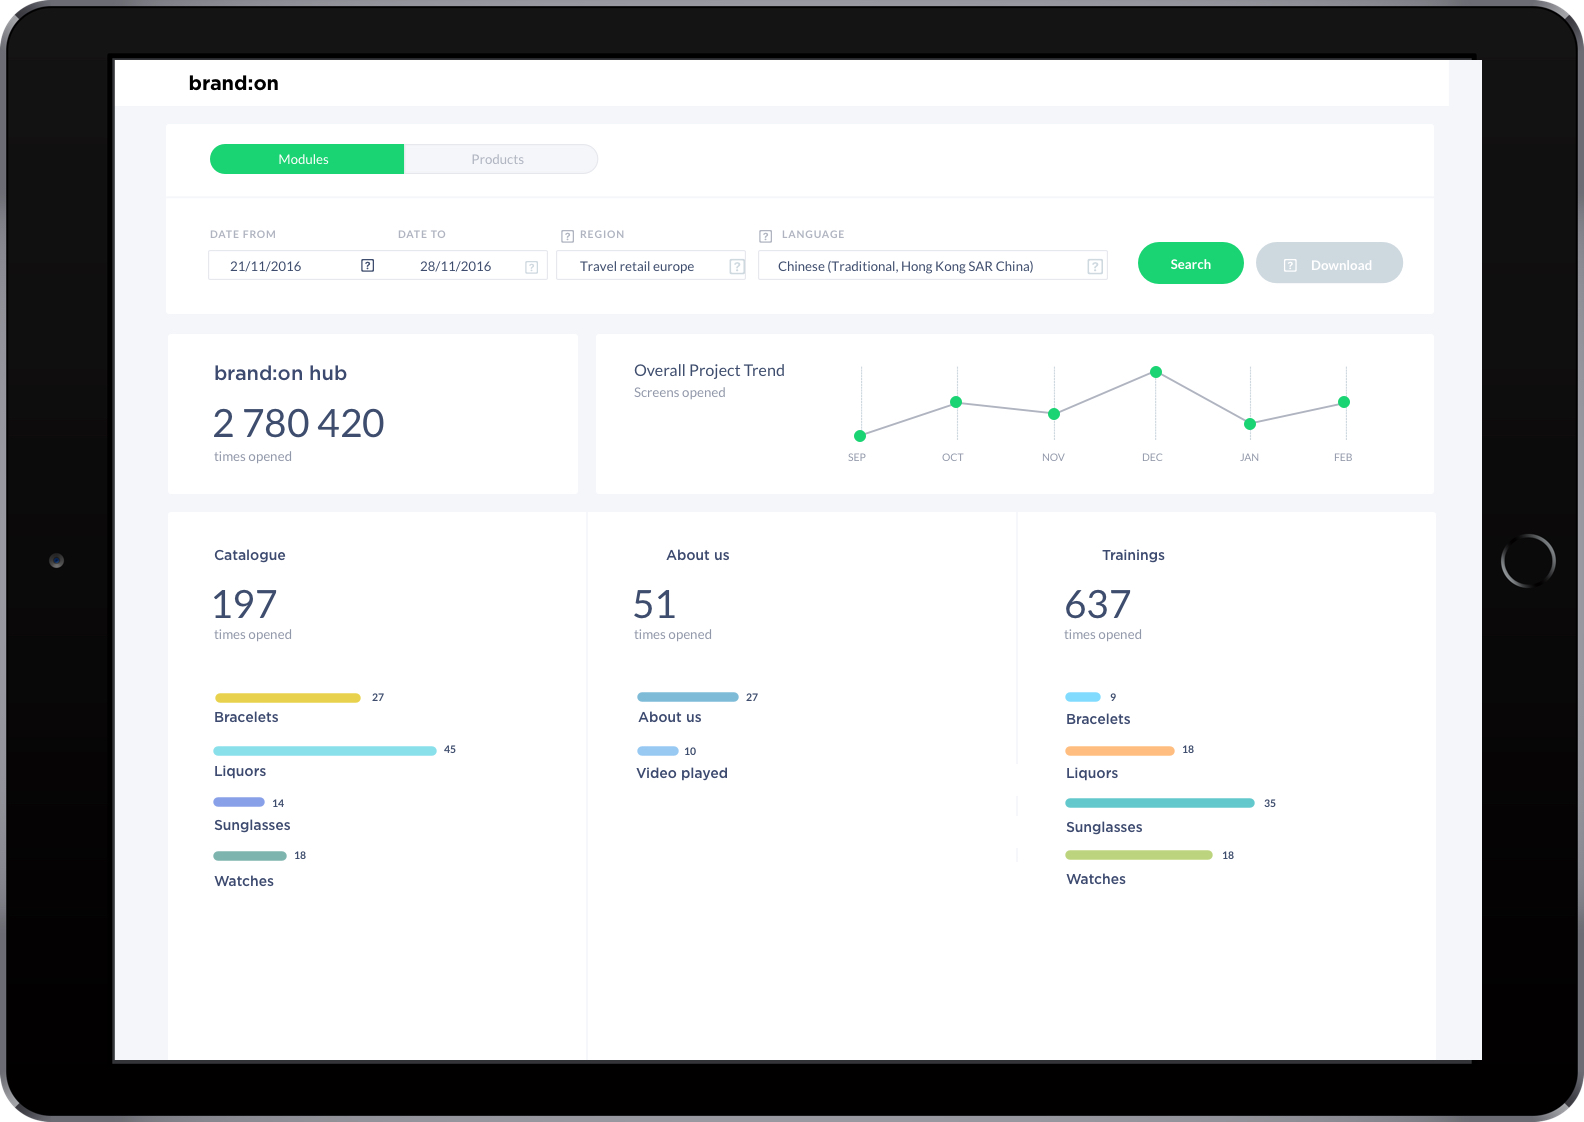 brand:on
Modules Products
DATE FROM DATE TO ? REGION ? LANGUAGE
21/11/2016 ? 28/11/2016 ? Travel retail europe ? Chinese (Traditional, Hong Kong SAR China) ? Search ? Download
brand:on hub
2 780 420
times opened
Overall Project Trend
Screens opened
SEP OCT NOV DEC JAN FEB
Catalogue
197
times opened
27
Bracelets
45
Liquors
14
Sunglasses
18
Watches
About us
51
times opened
27
About us
10
Video played
Trainings
637
times opened
9
Bracelets
18
Liquors
35
Sunglasses
18
Watches